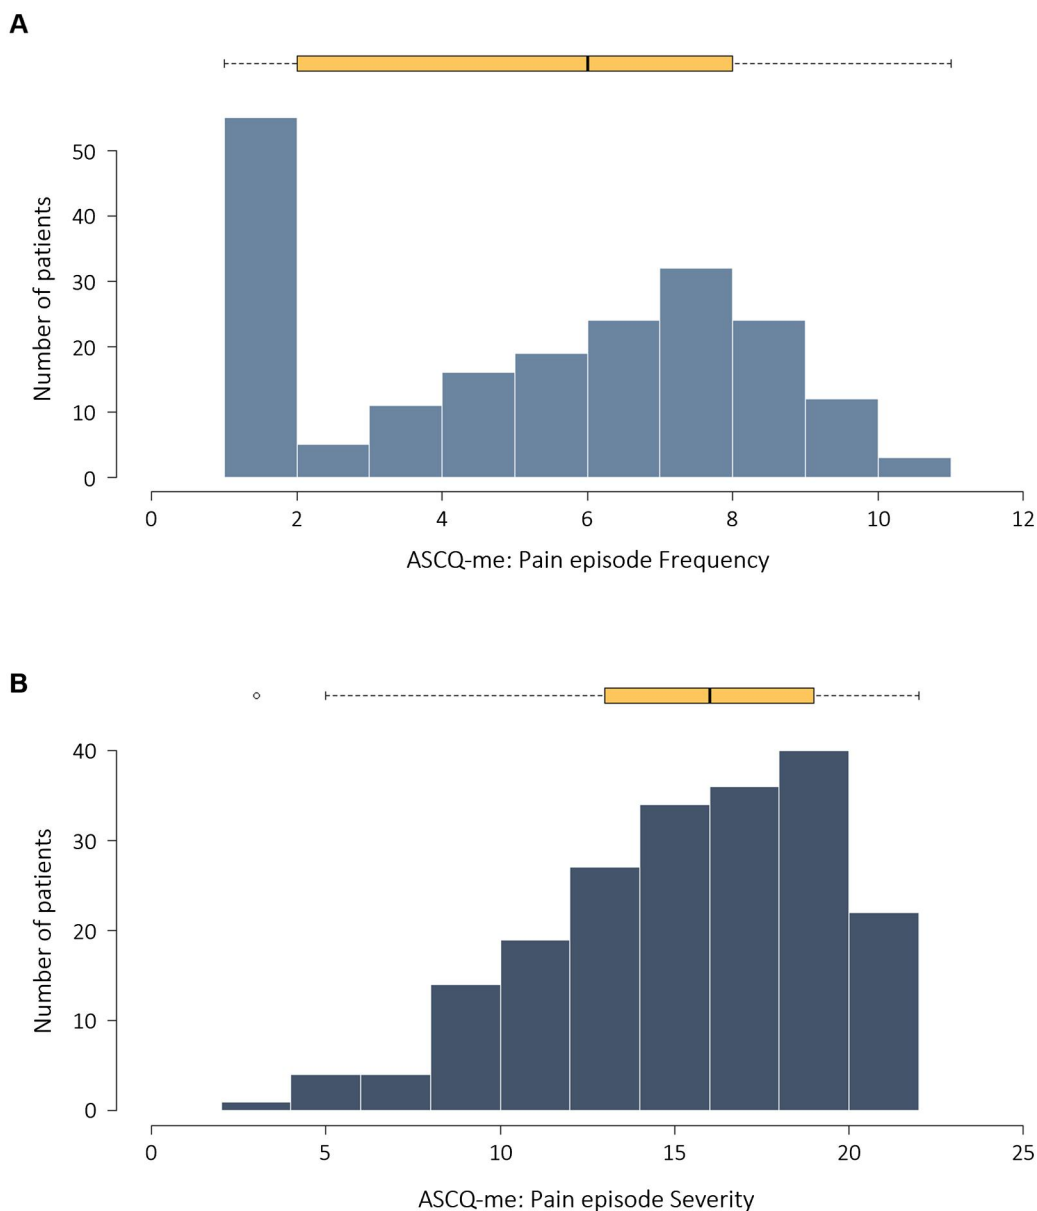 A
50
40
30
20
10
0
Number of patients
0 2 4 6 8 10 12
ASCQ-me: Pain episode Frequency
B
40
30
20
10
0
Number of patients
0 5 10 15 20 25
ASCQ-me: Pain episode Severity